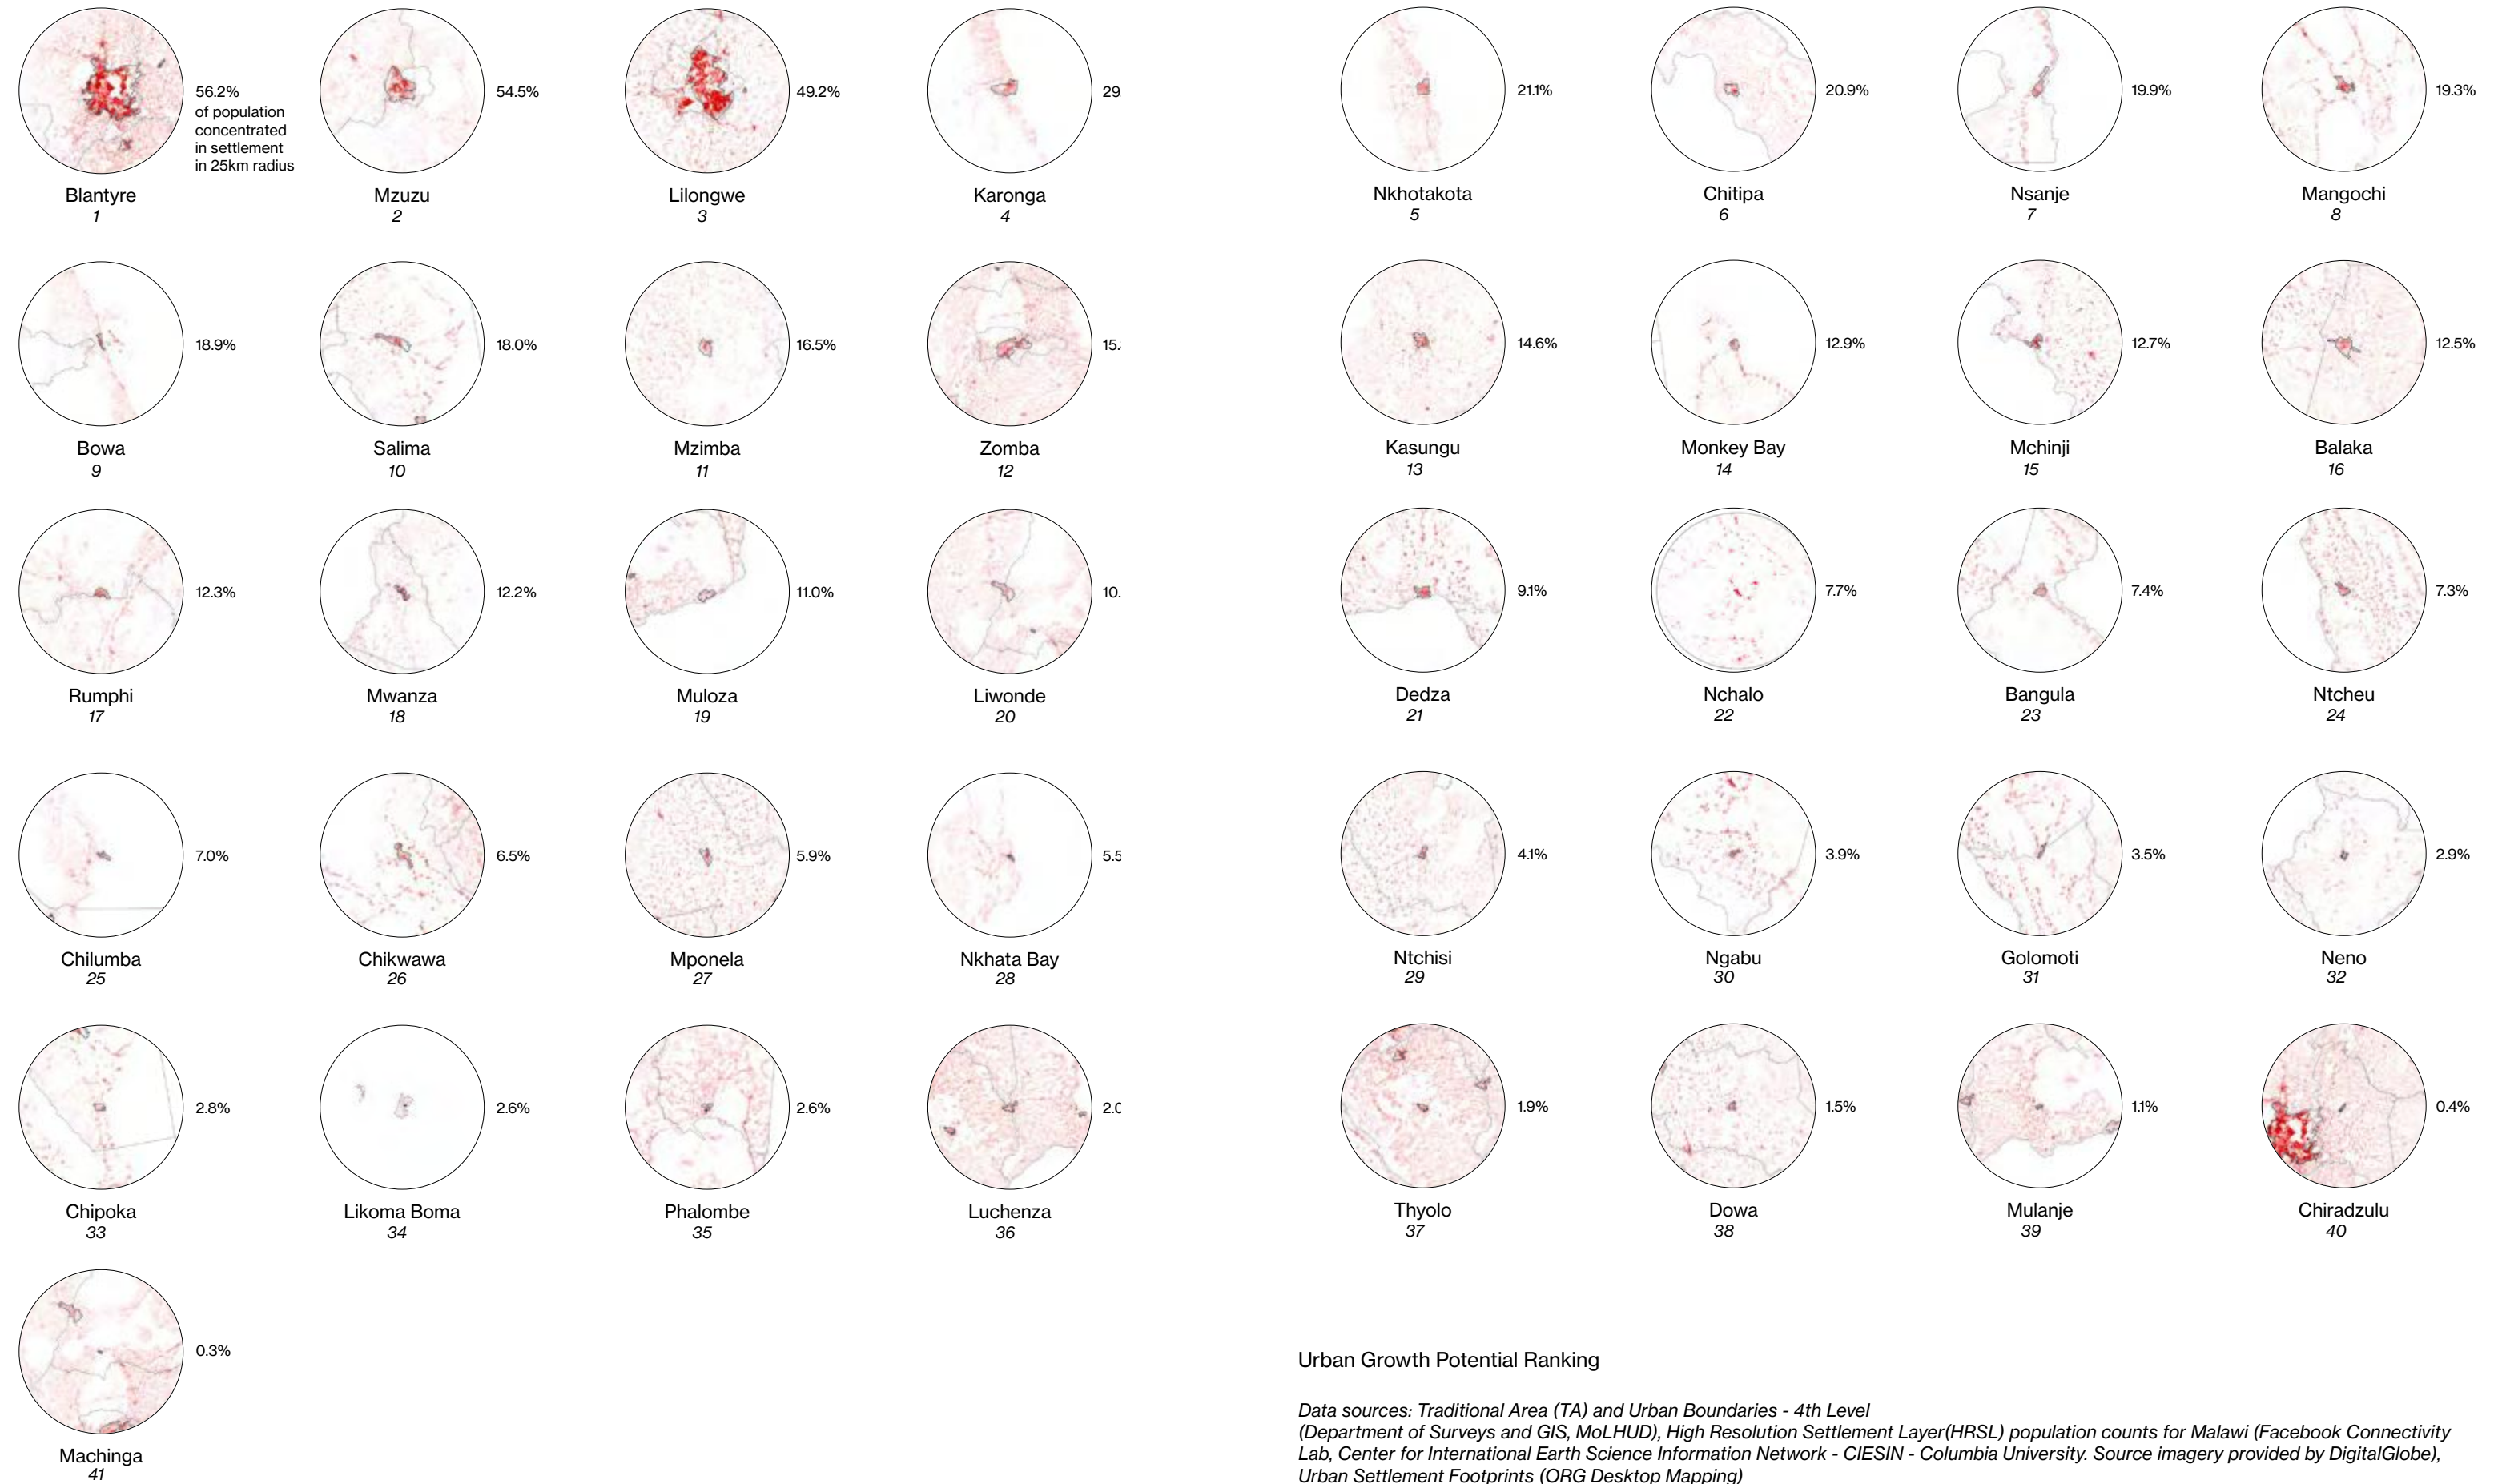 56.2%
of population
concentrated
in settlement
in 25km radius
Blantyre
1
54.5%
Mzuzu
2
49.2%
Lilongwe
3
29
Karonga
4
21.1%
Nkhotakota
5
20.9%
Chitipa
6
19.9%
Nsanje
7
19.3%
Mangochi
8
18.9%
Bowa
9
18.0%
Salima
10
16.5%
Mzimba
11
15.
Zomba
12
14.6%
Kasungu
13
12.9%
Monkey Bay
14
12.7%
Mchinji
15
12.5%
Balaka
16
12.3%
Rumphi
17
12.2%
Mwanza
18
11.0%
Muloza
19
10.
Liwonde
20
9.1%
Dedza
21
7.7%
Nchalo
22
7.4%
Bangula
23
7.3%
Ntcheu
24
7.0%
Chilumba
25
6.5%
Chikwawa
26
5.9%
Mponela
27
5.5
Nkhata Bay
28
4.1%
Ntchisi
29
3.9%
Ngabu
30
3.5%
Golomoti
31
2.9%
Neno
32
2.8%
Chipoka
33
2.6%
Likoma Boma
34
2.6%
Phalombe
35
2.0
Luchenza
36
1.9%
Thyolo
37
1.5%
Dowa
38
1.1%
Mulanje
39
0.4%
Chiradzulu
40
0.3%
Machinga
41
Urban Growth Potential Ranking
Data sources: Traditional Area (TA) and Urban Boundaries - 4th Level
(Department of Surveys and GIS, MoLHUD), High Resolution Settlement Layer(HRSL) population counts for Malawi (Facebook Connectivity
Lab, Center for International Earth Science Information Network - CIESIN - Columbia University. Source imagery provided by DigitalGlobe),
Urban Settlement Footprints (ORG Desktop Mapping)